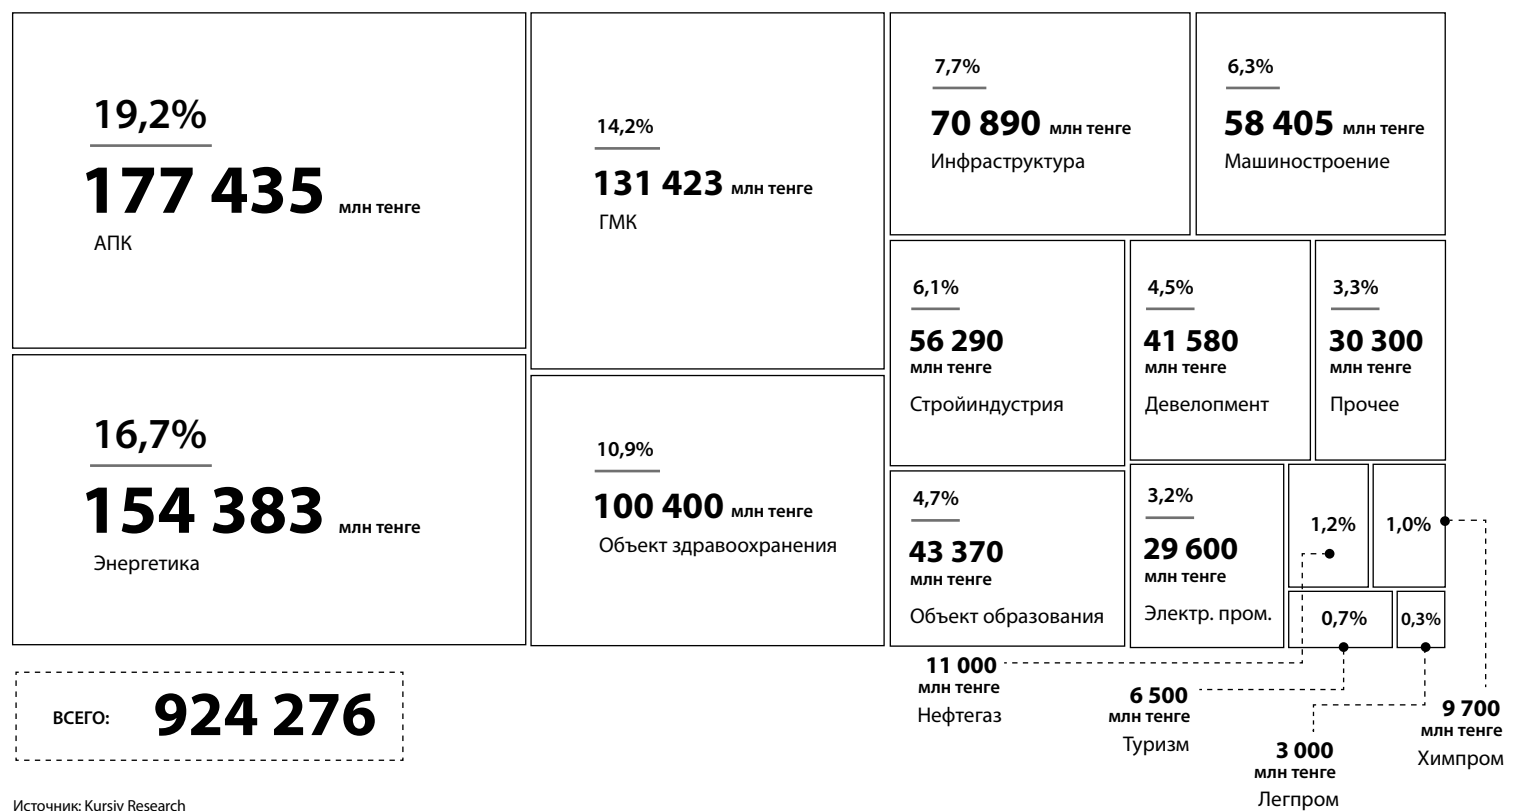 19,2%
177 435 млн тенге
АПК
16,7%
154 383 млн тенге
Энергетика
14,2%
131 423 млн тенге
ГМК
10,9%
100 400 млн тенге
Объект здравоохранения
7,7%
70 890 млн тенге
Инфраструктура
6,3%
58 405 млн тенге
Машиностроение
6,1%
56 290
млн тенге
Стройиндустрия
4,5%
41 580
млн тенге
Девелопмент
3,3%
30 300
млн тенге
Прочее
4,7%
43 370
млн тенге
Объект образования
3,2%
29 600
млн тенге
Электр. пром.
1,2%
1,0%
0,7%
0,3%
11 000
млн тенге
Нефтегаз
6 500
млн тенге
Туризм
3 000
млн тенге
Легпром
9 700
млн тенге
Химпром
ВСЕГО: 924 276
Источник: Kursiv Research